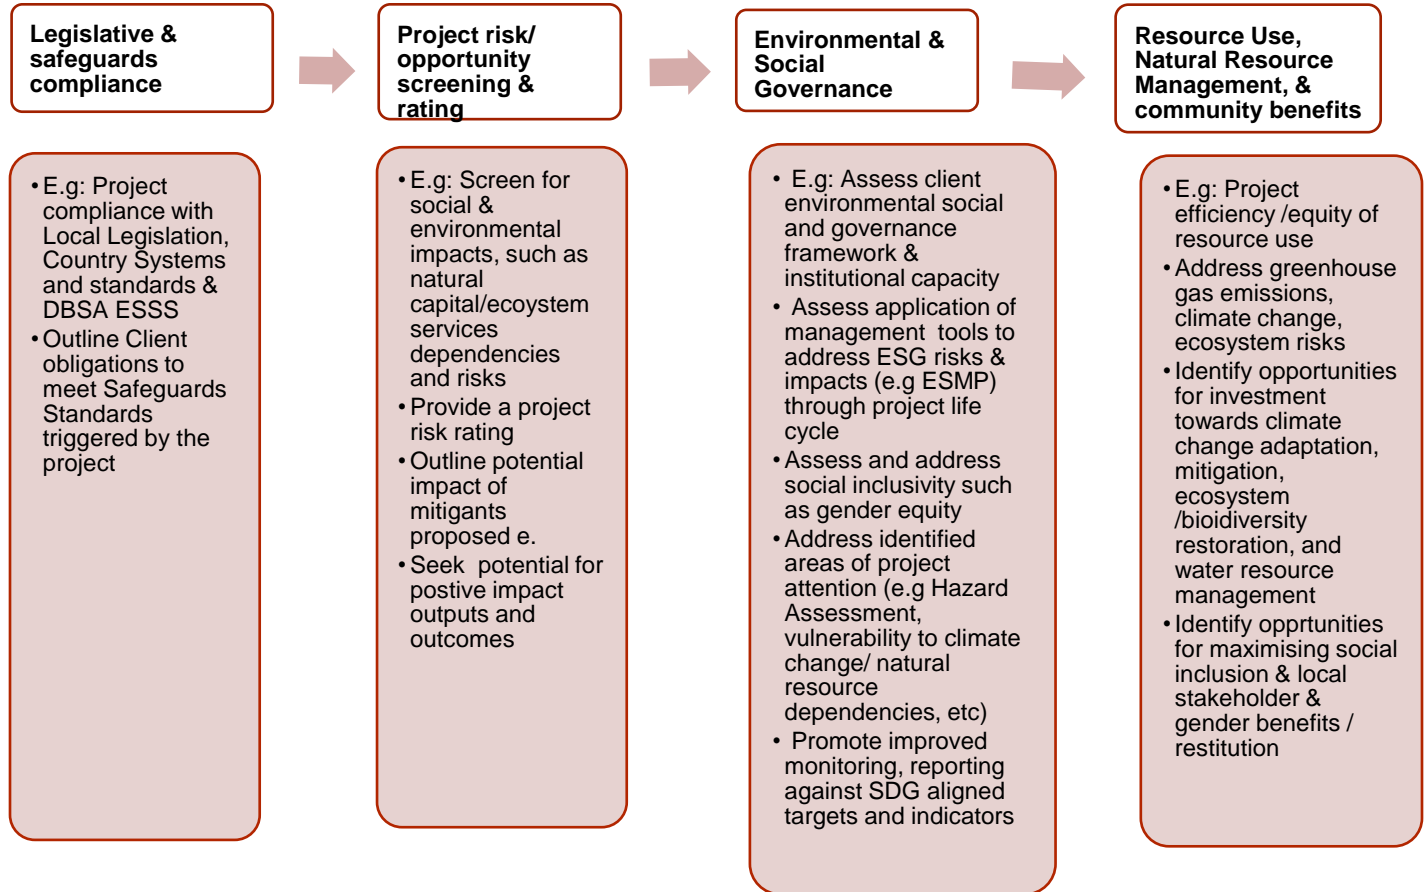 Legislative &
safeguards
compliance
Project risk/
opportunity
screening &
rating
Environmental &
Social
Governance
Resource Use,
Natural Resource
Management, &
community benefits
• E.g: Project
compliance with
Local Legislation,
Country Systems
and standards &
DBSA ESSS
• Outline Client
obligations to
meet Safeguards
Standards
triggered by the
project
• E.g: Screen for
social &
environmental
impacts, such as
natural
capital/ecoystem
services
dependencies
and risks
• Provide a project
risk rating
• Outline potential
impact of
mitigants
proposed e.
• Seek potential for
postive impact
outputs and
outcomes
• E.g: Assess client
environmental social
and governance
framework &
institutional capacity
• Assess application of
management tools to
address ESG risks &
impacts (e.g ESMP)
through project life
cycle
• Assess and address
social inclusivity such
as gender equity
• Address identified
areas of project
attention (e.g Hazard
Assessment,
vulnerability to climate
change/ natural
resource
dependencies, etc)
• Promote improved
monitoring, reporting
against SDG aligned
targets and indicators
• E.g: Project
efficiency /equity of
resource use
• Address greenhouse
gas emissions,
climate change,
ecosystem risks
• Identify opportunities
for investment
towards climate
change adaptation,
mitigation,
ecosystem
/bioidiversity
restoration, and
water resource
management
• Identify opprtunities
for maximising social
inclusion & local
stakeholder &
gender benefits /
restitution